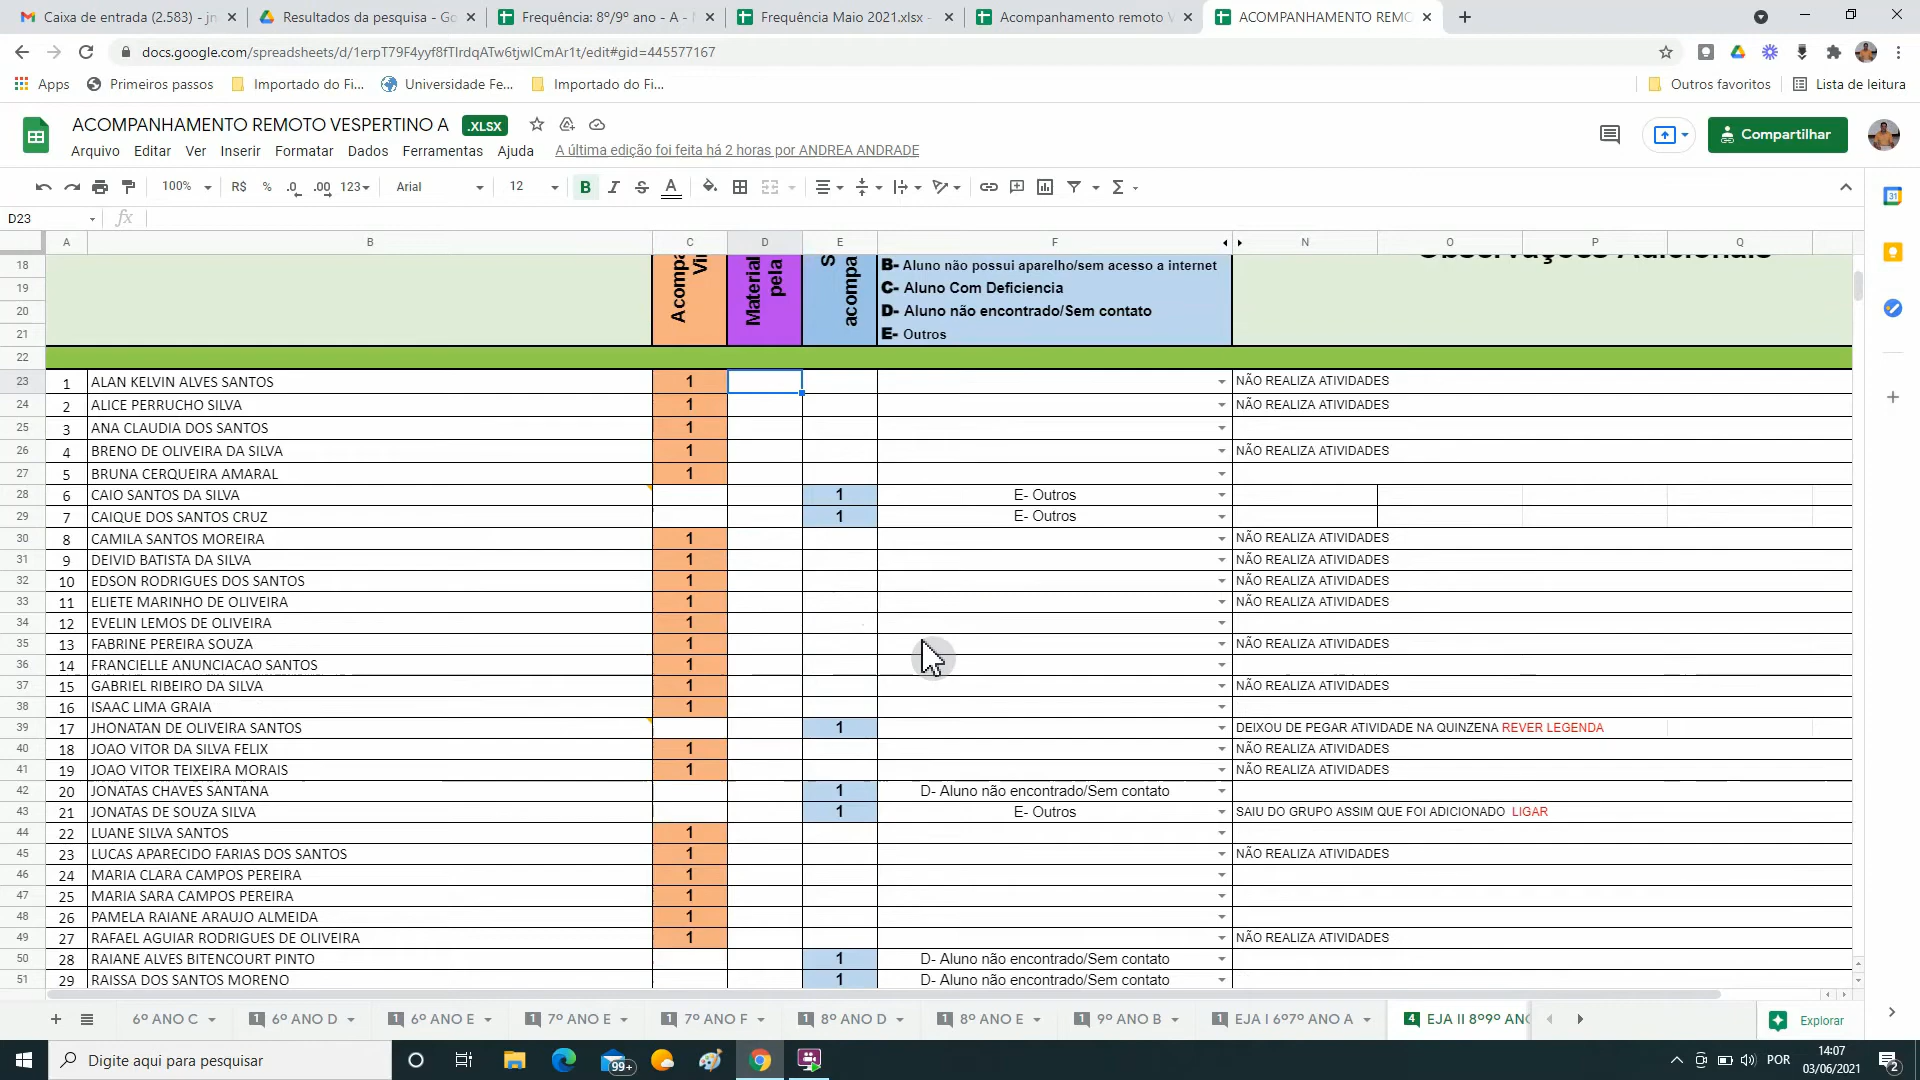 Caixa de entrada (2.583) - jn
Resultados da pesquisa - Go
Frequência: 8º/9º ano - A - N
Frequência Maio 2021.xlsx -
Acompanhamento remoto V
ACOMPANHAMENTO REMO
docs.google.com/spreadsheets/d/1erpT79F4yyf8fTIrdqATw6tjwICmAr1t/edit#gid=445577167
Apps
Primeiros passos
Importado do Fi...
Universidade Fe...
Importado do Fi...
Outros favoritos
Lista de leitura
ACOMPANHAMENTO REMOTO VESPERTINO A .XLSX
Compartilhar
Arquivo Editar Ver Inserir Formatar Dados Ferramentas Ajuda A última edição foi feita há 2 horas por ANDREA ANDRADE
100% R$ % .0 .00 123 Arial 12 B I S A
D23 fx
A B C D E F N O P Q
Acompa
Vi
Material
pela
S
acompa
18 B- Aluno não possui aparelho/sem acesso a internet Observações Adicionais
19 C- Aluno Com Deficiencia
20 D- Aluno não encontrado/Sem contato
21 E- Outros
22
23 1 ALAN KELVIN ALVES SANTOS 1 NÃO REALIZA ATIVIDADES
24 2 ALICE PERRUCHO SILVA 1 NÃO REALIZA ATIVIDADES
25 3 ANA CLAUDIA DOS SANTOS 1
26 4 BRENO DE OLIVEIRA DA SILVA 1 NÃO REALIZA ATIVIDADES
27 5 BRUNA CERQUEIRA AMARAL 1
28 6 CAIO SANTOS DA SILVA 1 E- Outros
29 7 CAIQUE DOS SANTOS CRUZ 1 E- Outros
30 8 CAMILA SANTOS MOREIRA 1 NÃO REALIZA ATIVIDADES
31 9 DEIVID BATISTA DA SILVA 1 NÃO REALIZA ATIVIDADES
32 10 EDSON RODRIGUES DOS SANTOS 1 NÃO REALIZA ATIVIDADES
33 11 ELIETE MARINHO DE OLIVEIRA 1 NÃO REALIZA ATIVIDADES
34 12 EVELIN LEMOS DE OLIVEIRA 1
35 13 FABRINE PEREIRA SOUZA 1 NÃO REALIZA ATIVIDADES
36 14 FRANCIELLE ANUNCIACAO SANTOS 1
37 15 GABRIEL RIBEIRO DA SILVA 1 NÃO REALIZA ATIVIDADES
38 16 ISAAC LIMA GRAIA 1
39 17 JHONATAN DE OLIVEIRA SANTOS 1 DEIXOU DE PEGAR ATIVIDADE NA QUINZENA REVER LEGENDA
40 18 JOAO VITOR DA SILVA FELIX 1 NÃO REALIZA ATIVIDADES
41 19 JOAO VITOR TEIXEIRA MORAIS 1 NÃO REALIZA ATIVIDADES
42 20 JONATAS CHAVES SANTANA 1 D- Aluno não encontrado/Sem contato
43 21 JONATAS DE SOUZA SILVA 1 E- Outros SAIU DO GRUPO ASSIM QUE FOI ADICIONADO LIGAR
44 22 LUANE SILVA SANTOS 1
45 23 LUCAS APARECIDO FARIAS DOS SANTOS 1 NÃO REALIZA ATIVIDADES
46 24 MARIA CLARA CAMPOS PEREIRA 1
47 25 MARIA SARA CAMPOS PEREIRA 1
48 26 PAMELA RAIANE ARAUJO ALMEIDA 1
49 27 RAFAEL AGUIAR RODRIGUES DE OLIVEIRA 1 NÃO REALIZA ATIVIDADES
50 28 RAIANE ALVES BITENCOURT PINTO 1 D- Aluno não encontrado/Sem contato
51 29 RAISSA DOS SANTOS MORENO 1 D- Aluno não encontrado/Sem contato
6º ANO C 1 6º ANO D 1 6º ANO E 1 7º ANO E 1 7º ANO F 1 8º ANO D 1 8º ANO E 1 9º ANO B 1 EJA I 6º7º ANO A 4 EJA II 8º9º ANO Explorar
Digite aqui para pesquisar
99+
POR
14:07
03/06/2021
2